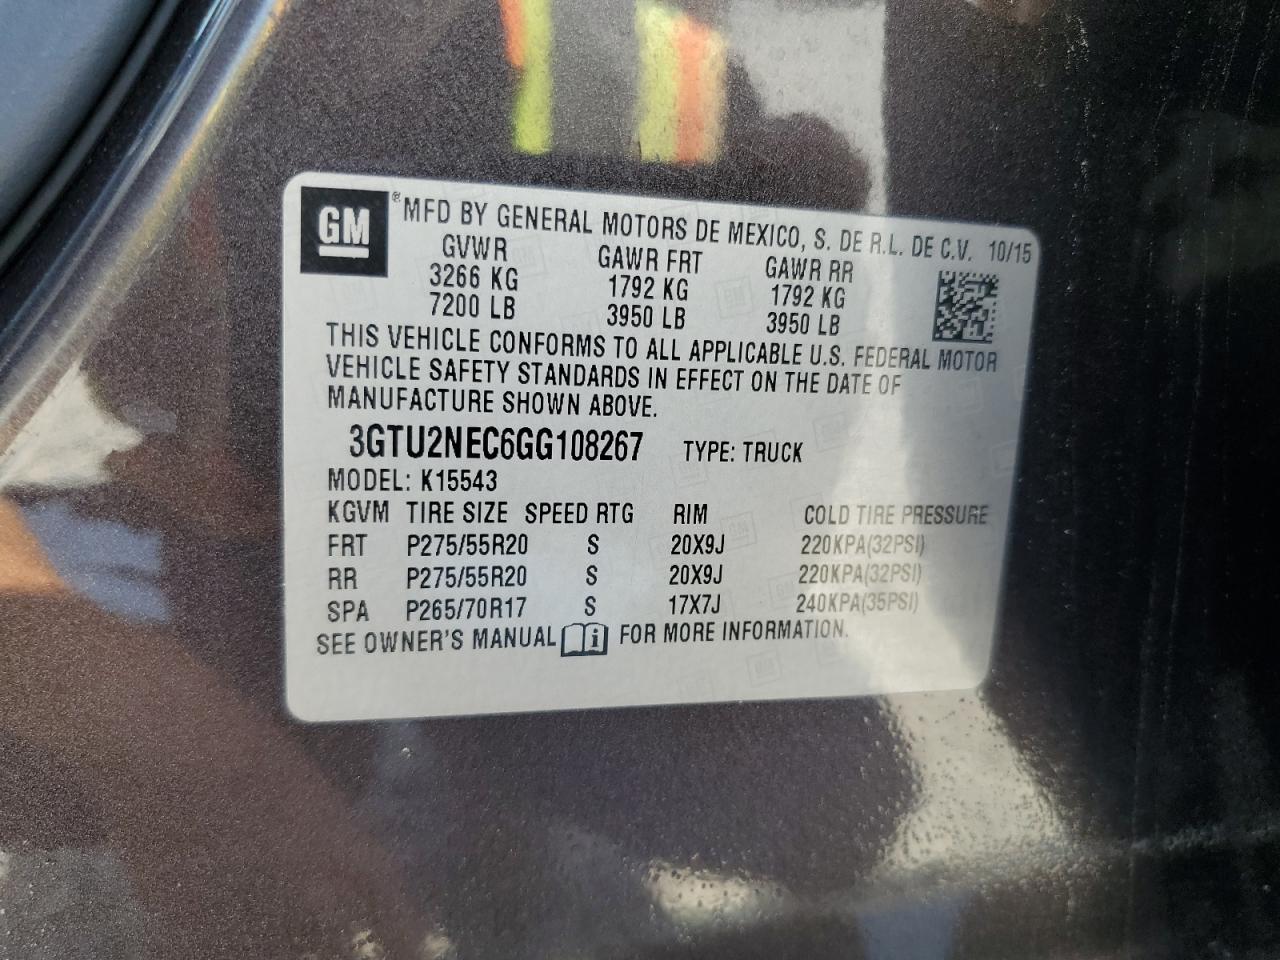 GM ® MFD BY GENERAL MOTORS DE MEXICO, S. DE R.L. DE C.V. 10/15
GVWR GAWR FRT GAWR RR
3266 KG 1792 KG 1792 KG
7200 LB 3950 LB 3950 LB
THIS VEHICLE CONFORMS TO ALL APPLICABLE U.S. FEDERAL MOTOR
VEHICLE SAFETY STANDARDS IN EFFECT ON THE DATE OF
MANUFACTURE SHOWN ABOVE.
3GTU2NEC6GG108267 TYPE: TRUCK
MODEL: K15543
KGVM TIRE SIZE SPEED RTG RIM COLD TIRE PRESSURE
FRT P275/55R20 S 20X9J 220KPA(32PSI)
RR P275/55R20 S 20X9J 220KPA(32PSI)
SPA P265/70R17 S 17X7J 240KPA(35PSI)
SEE OWNER'S MANUAL i FOR MORE INFORMATION.